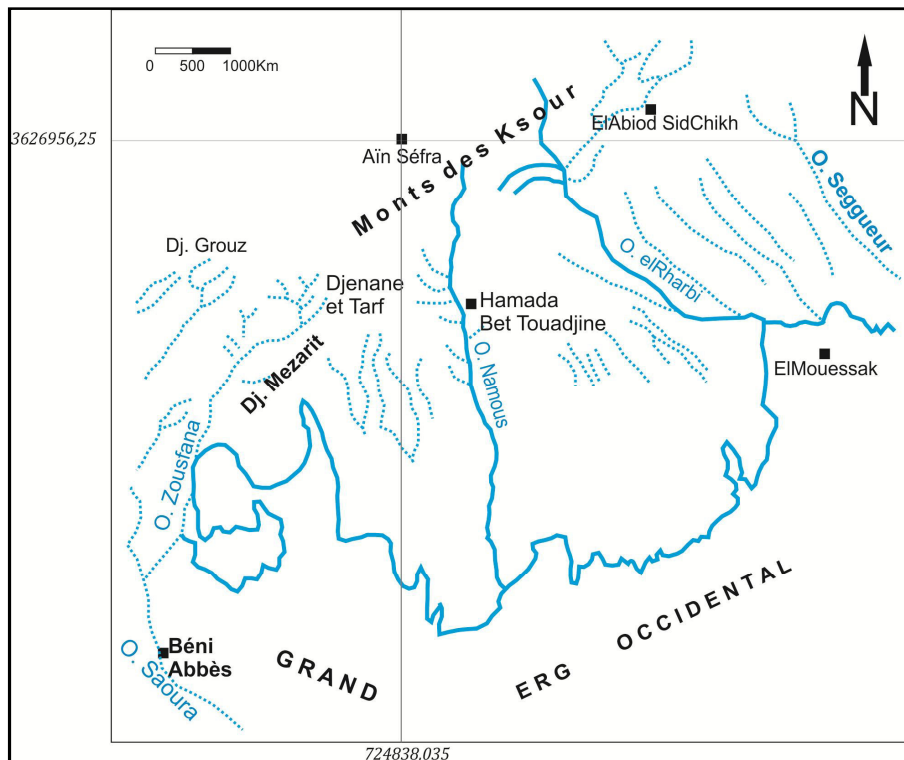 0 500 1000Km
N
3626956,25
Aïn Séfra
Monts des Ksour
ElAbiod SidChikh
O. Seggueur
Dj. Grouz
Djenane
et Tarf
O. elRharbi
Hamada
Bet Touadjine
Dj. Mezarit
O. Namous
ElMouessak
O. Zousfana
GRAND ERG OCCIDENTAL
Béni
Abbès
O. Saoura
724838.035